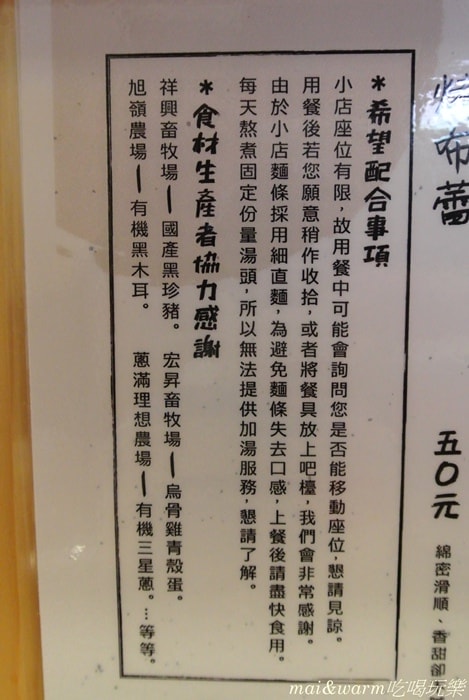 烤布蕾
五〇元
綿密滑順、香甜卻
*希望配合事項
小店座位有限，故用餐中可能會詢問您是否能移動座位，懇請見諒。
用餐後若您願意稍作收拾，或者將餐具放上吧檯，我們會非常感謝。
由於小店麵條採用細直麵，為避免麵條失去口感，上餐後請盡快食用。
每天熬煮固定份量湯頭，所以無法提供加湯服務，懇請了解。
*食材生產者協力感謝
祥興畜牧場—國產黑珍豬。 宏昇畜牧場—烏骨雞青殼蛋。
旭嶺農場—有機黑木耳。 蔥滿理想農場—有機三星蔥。…等等。
mai&warm吃喝玩樂